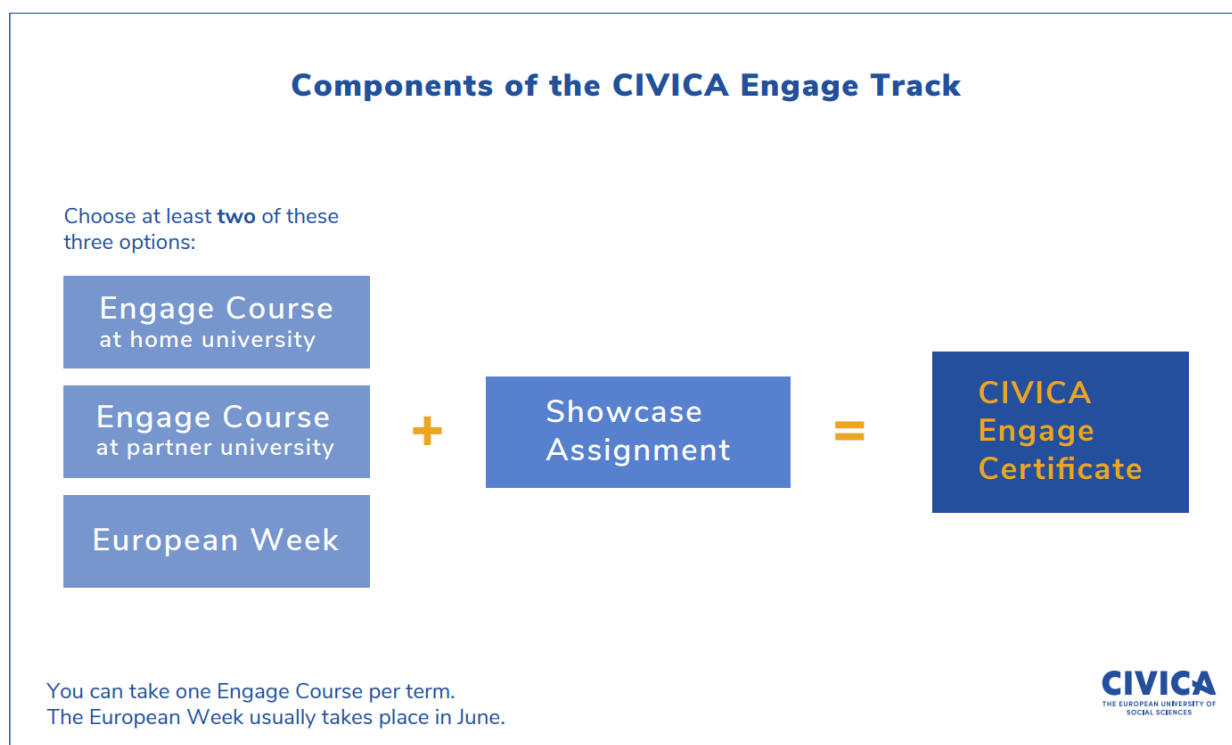 Components of the CIVICA Engage Track
Choose at least two of these
three options:
Engage Course
at home university
Engage Course
at partner university
European Week
+
Showcase
Assignment
=
CIVICA
Engage
Certificate
You can take one Engage Course per term.
The European Week usually takes place in June.
CIVICA
THE EUROPEAN UNIVERSITY OF
SOCIAL SCIENCES